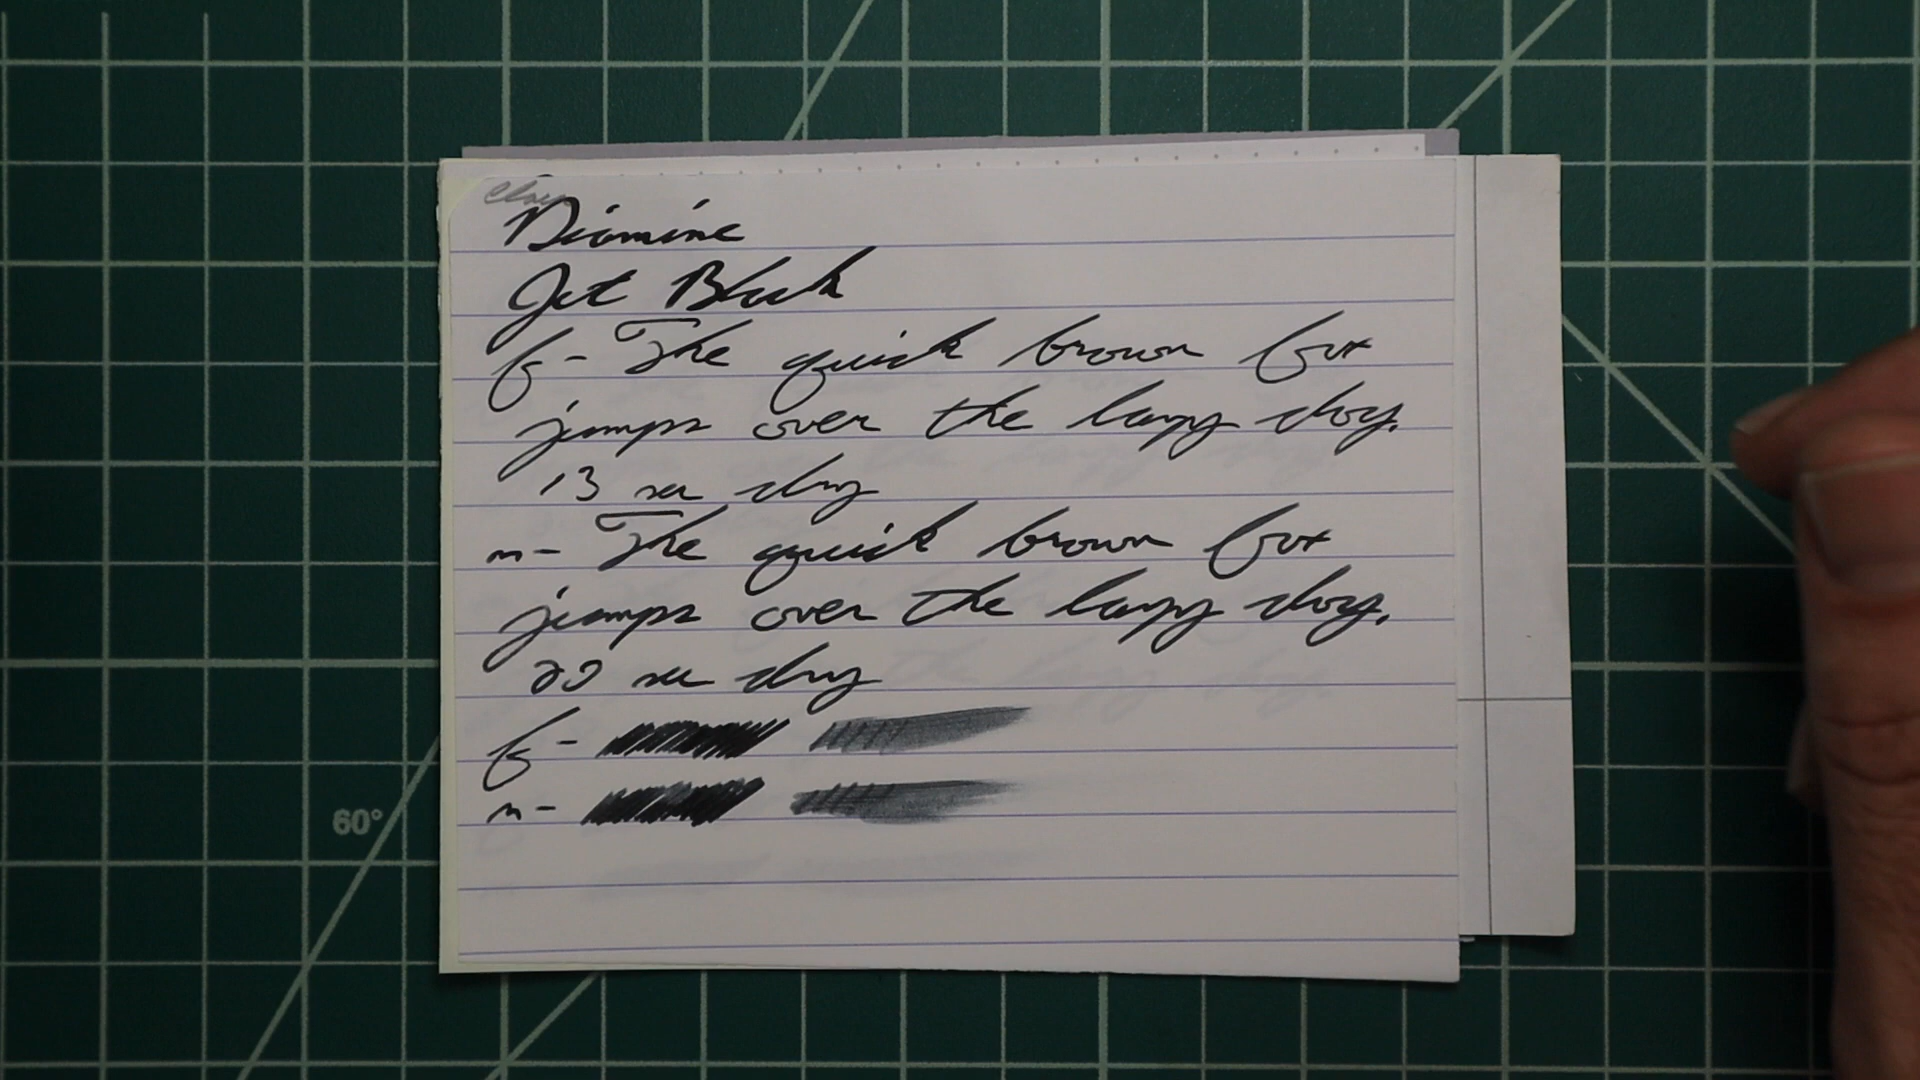 Diamine
Jet Black
f- The quick brown fox
jumps over the lazy dog.
13 sec dry
m- The quick brown fox
jumps over the lazy dog.
20 sec dry
f-
m-
60°